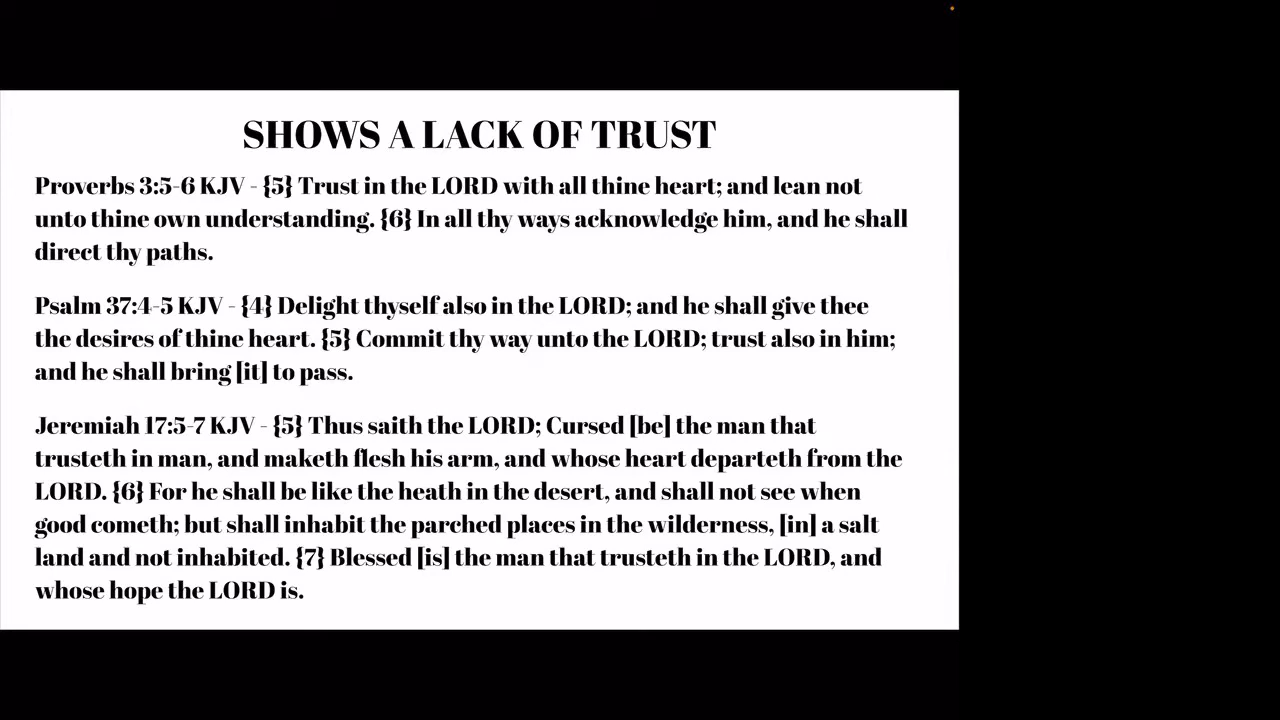 SHOWS A LACK OF TRUST
Proverbs 3:5-6 KJV - {5} Trust in the LORD with all thine heart; and lean not
unto thine own understanding. {6} In all thy ways acknowledge him, and he shall
direct thy paths.
Psalm 37:4-5 KJV - {4} Delight thyself also in the LORD; and he shall give thee
the desires of thine heart. {5} Commit thy way unto the LORD; trust also in him;
and he shall bring [it] to pass.
Jeremiah 17:5-7 KJV - {5} Thus saith the LORD; Cursed [be] the man that
trusteth in man, and maketh flesh his arm, and whose heart departeth from the
LORD. {6} For he shall be like the heath in the desert, and shall not see when
good cometh; but shall inhabit the parched places in the wilderness, [in] a salt
land and not inhabited. {7} Blessed [is] the man that trusteth in the LORD, and
whose hope the LORD is.